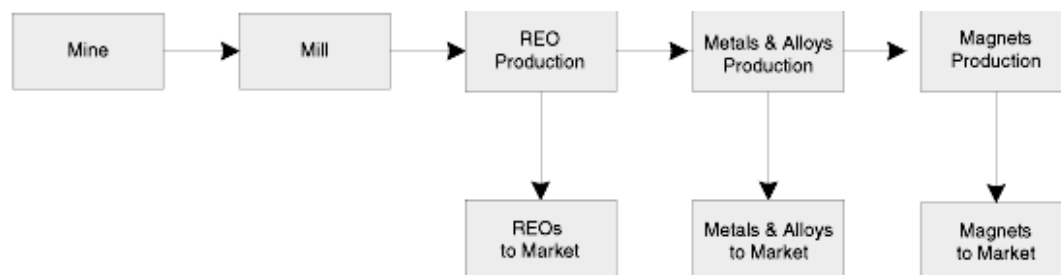 Mine
Mill
REO
Production
Metals & Alloys
Production
Magnets
Production
REOs
to Market
Metals & Alloys
to Market
Magnets
to Market